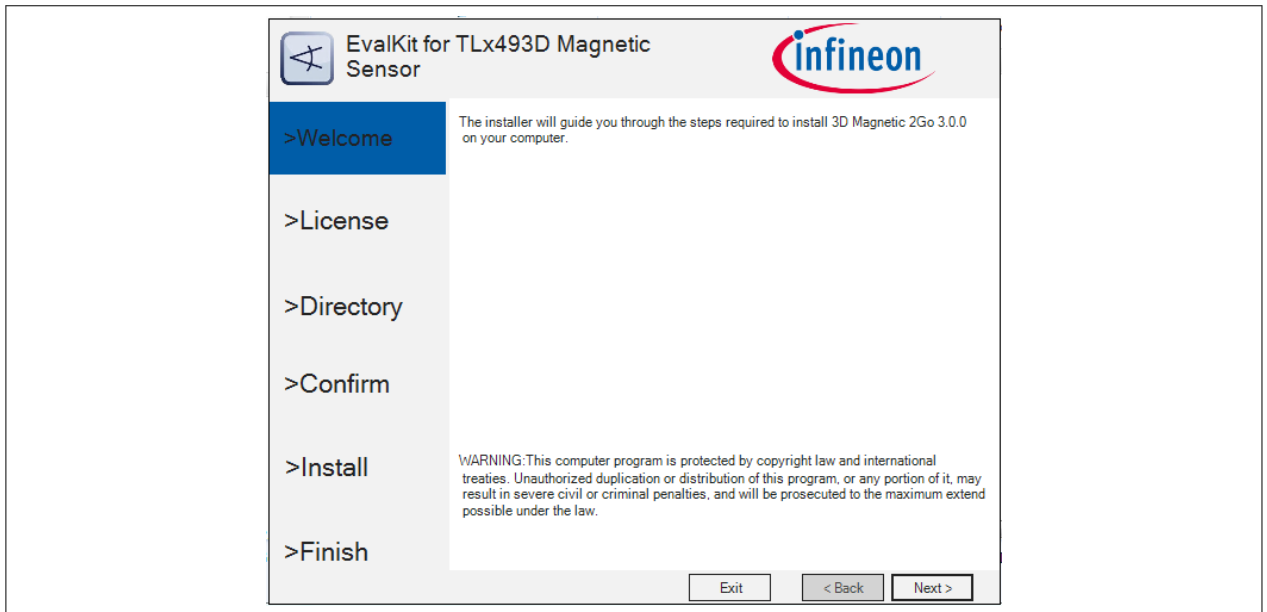 EvalKit for TLx493D Magnetic
Sensor
infineon
>Welcome
The installer will guide you through the steps required to install 3D Magnetic 2Go 3.0.0
on your computer.
>License
>Directory
>Confirm
>Install
WARNING:This computer program is protected by copyright law and international
treaties. Unauthorized duplication or distribution of this program, or any portion of it, may
result in severe civil or criminal penalties, and will be prosecuted to the maximum extend
possible under the law.
>Finish
Exit
< Back
Next >